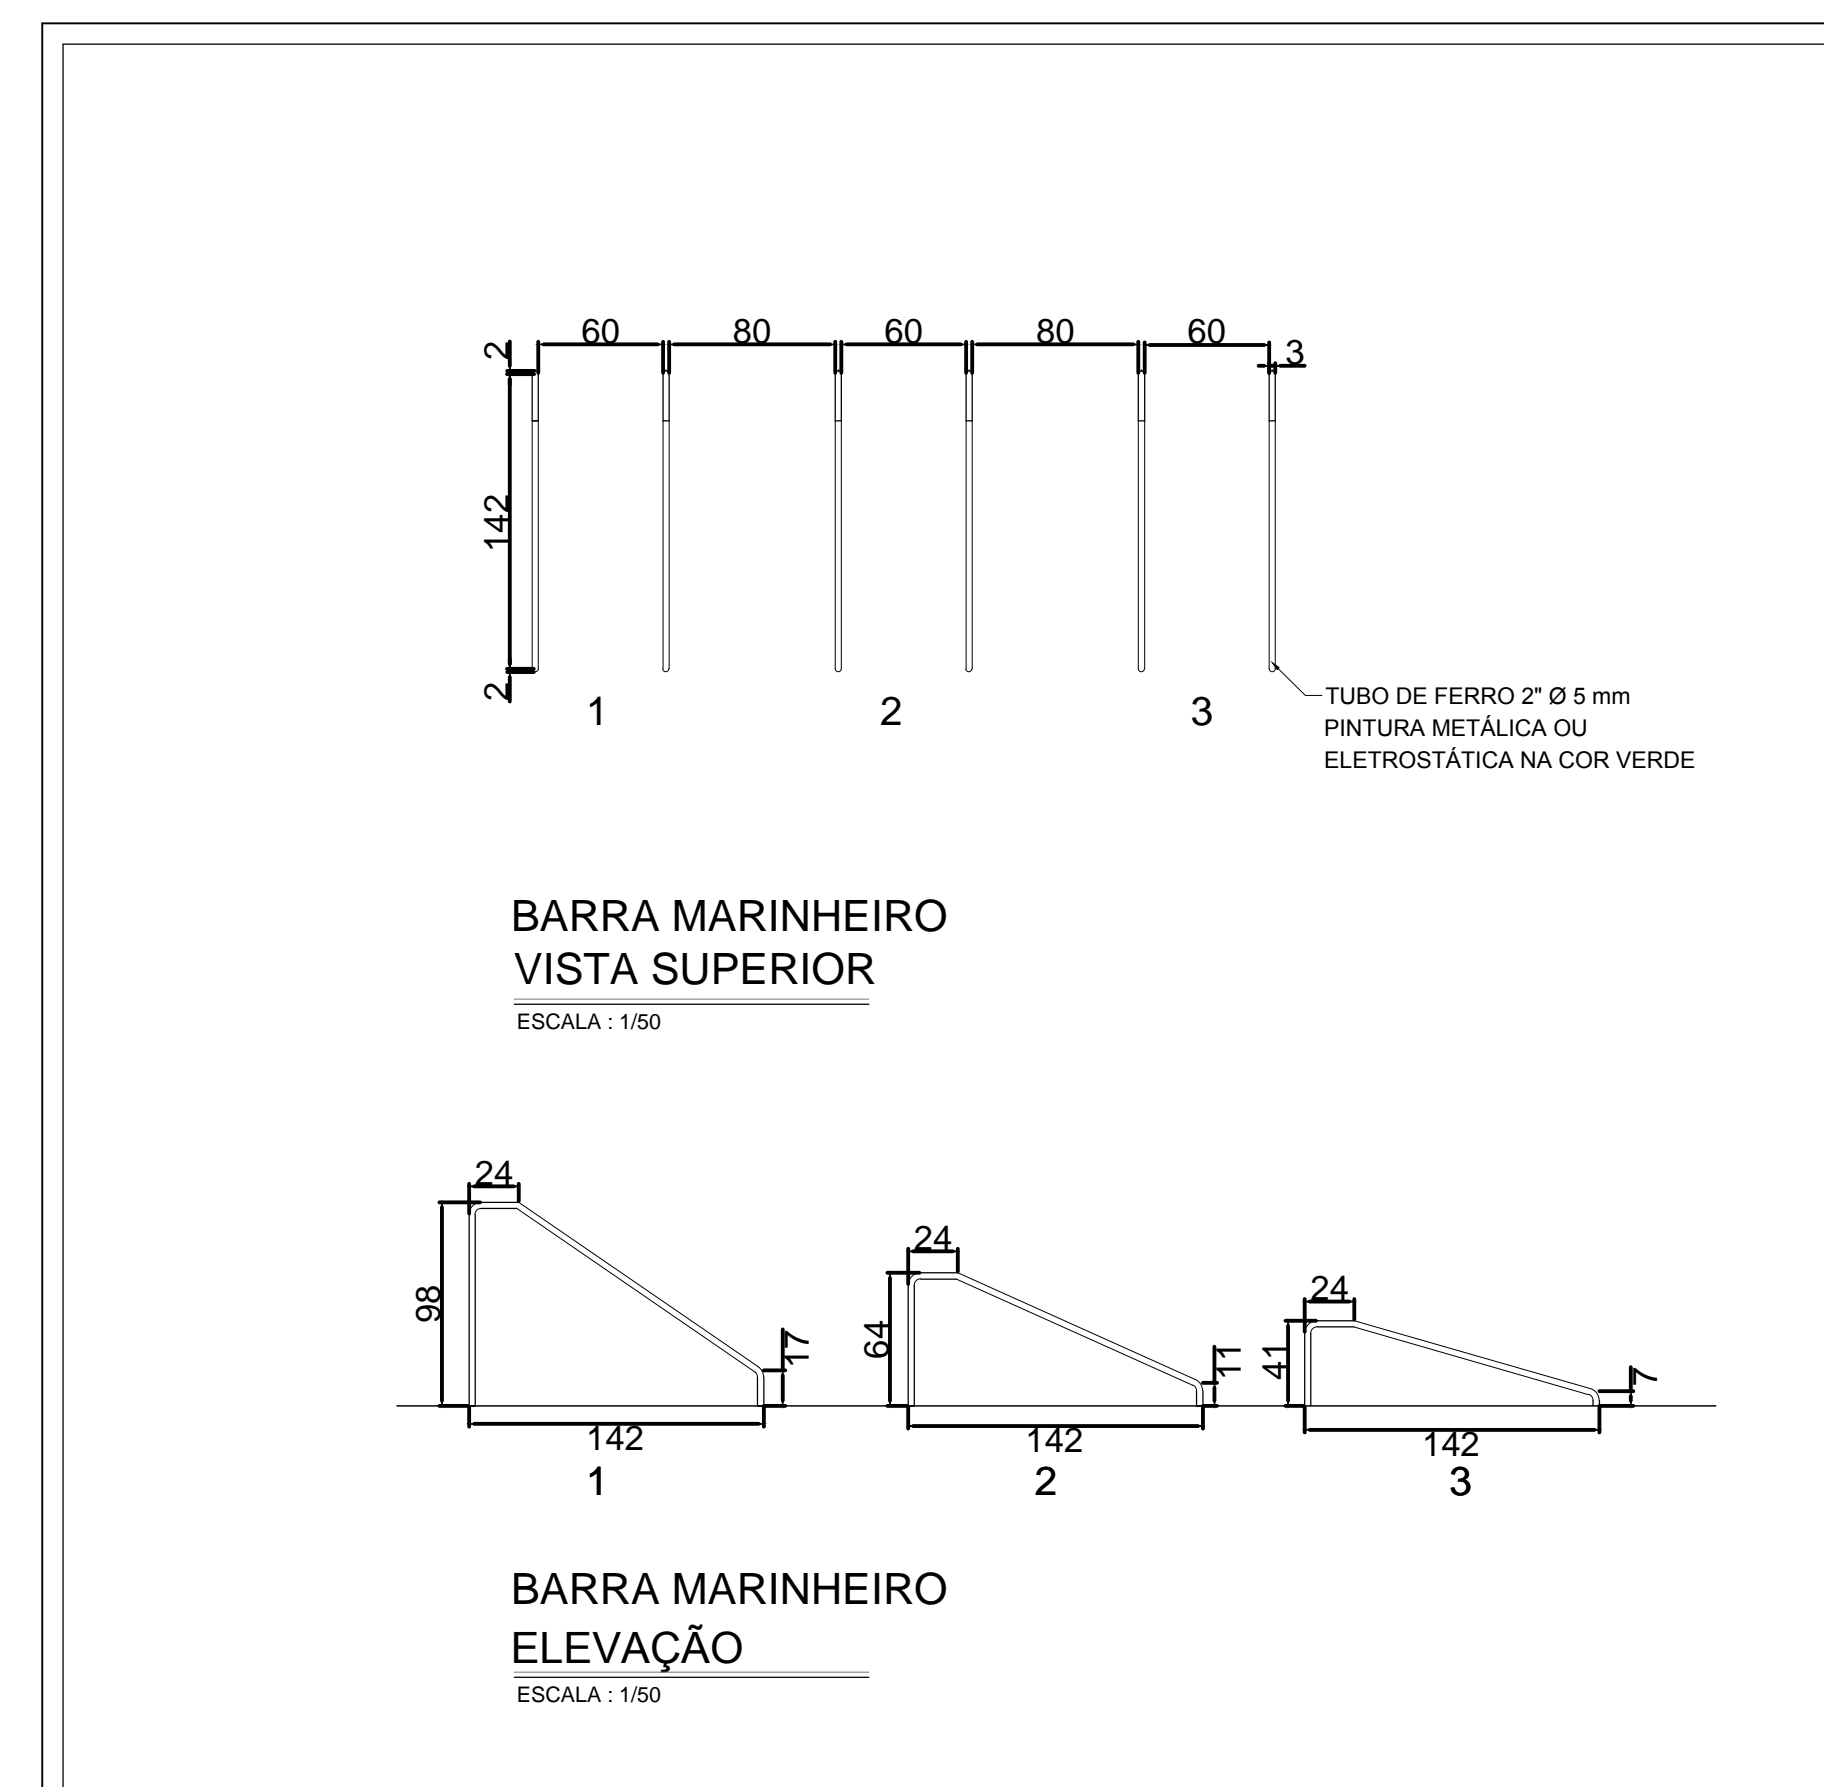 60 80 60 80 60
3
2
142
2
1 2 3
TUBO DE FERRO 2" Ø 5 mm
PINTURA METÁLICA OU
ELETROSTÁTICA NA COR VERDE
BARRA MARINHEIRO
VISTA SUPERIOR
ESCALA : 1/50
24 24 24
98 17 64 11 41 7
142 142 142
1 2 3
BARRA MARINHEIRO
ELEVAÇÃO
ESCALA : 1/50